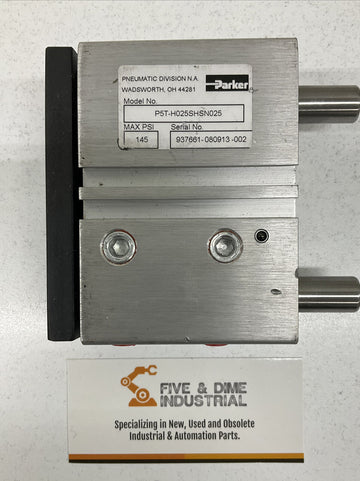 PNEUMATIC DIVISION N.A.
WADSWORTH, OH 44281
Parker
Model No.
P5T-H025SHSN025
MAX PSI Serial No.
145 937661-080913-002
FIVE & DIME
INDUSTRIAL
Specializing in New, Used and Obsolete
Industrial & Automation Parts.